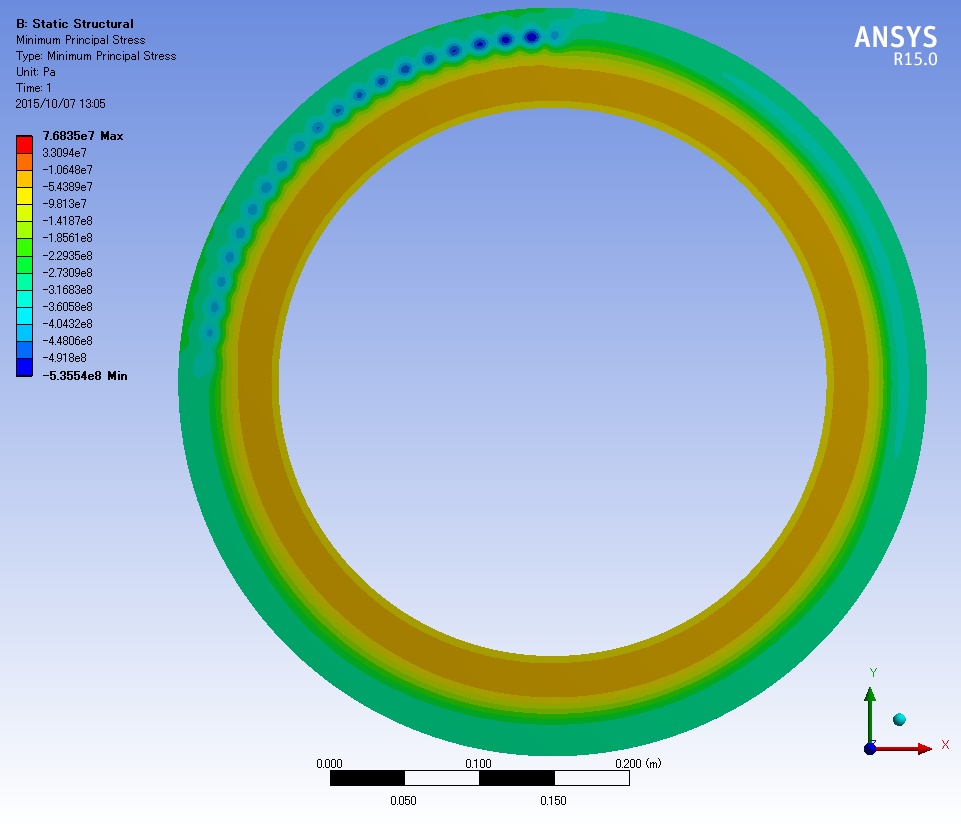 B: Static Structural
Minimum Principal Stress
Type: Minimum Principal Stress
Unit: Pa
Time: 1
2015/10/07 13:05
ANSYS
R15.0
7.6835e7 Max
3.3094e7
-1.0648e7
-5.4389e7
-9.813e7
-1.4187e8
-1.8561e8
-2.2935e8
-2.7309e8
-3.1683e8
-3.6058e8
-4.0432e8
-4.4806e8
-4.918e8
-5.3554e8 Min
Y
X
Z
0.000 0.100 0.200 (m)
0.050 0.150